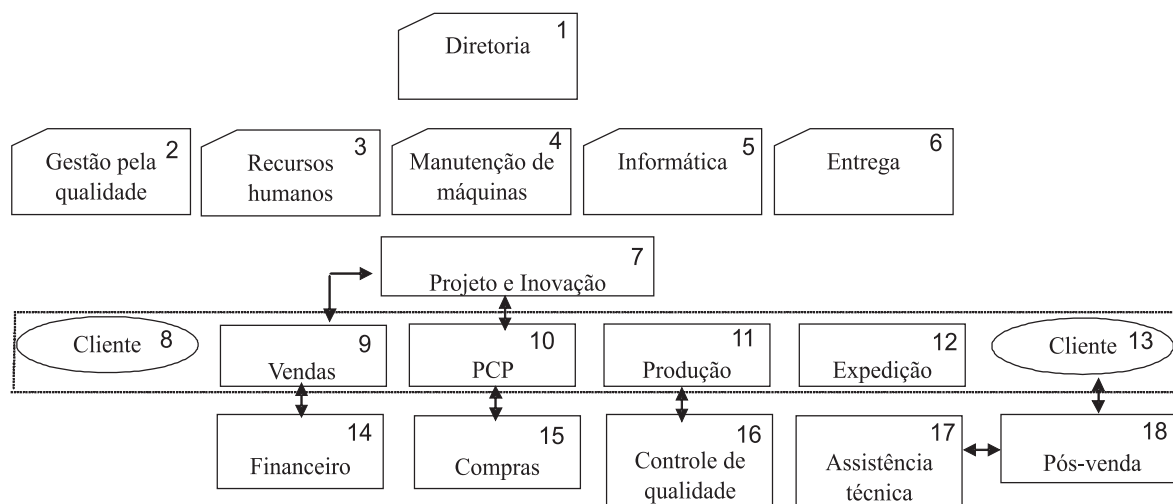 1
Diretoria
2
Gestão pela
qualidade
3
Recursos
humanos
4
Manutenção de
máquinas
5
Informática
6
Entrega
7
Projeto e Inovação
Cliente 8
9
Vendas
10
PCP
11
Produção
12
Expedição
Cliente 13
14
Financeiro
15
Compras
16
Controle de
qualidade
17
Assistência
técnica
18
Pós-venda